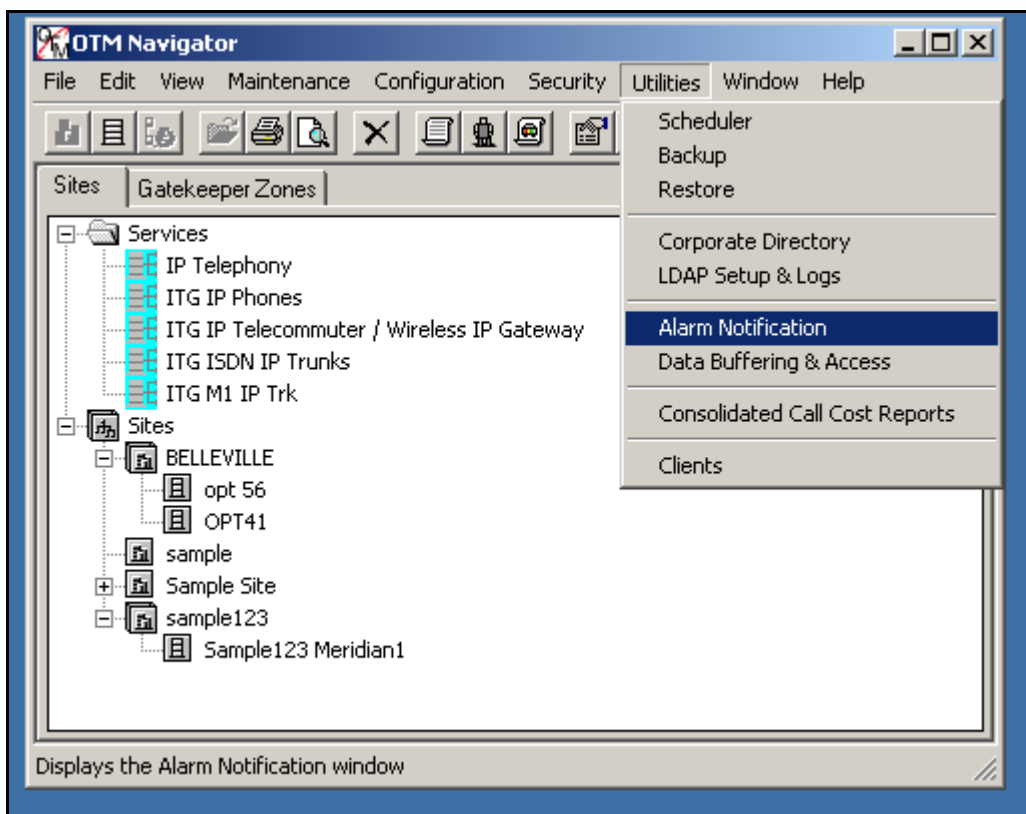 OTM Navigator
File Edit View Maintenance Configuration Security Utilities Window Help
Scheduler
Backup
Restore
Corporate Directory
LDAP Setup & Logs
Alarm Notification
Data Buffering & Access
Consolidated Call Cost Reports
Clients
Sites Gatekeeper Zones
Services
IP Telephony
ITG IP Phones
ITG IP Telecommuter / Wireless IP Gateway
ITG ISDN IP Trunks
ITG M1 IP Trk
Sites
BELLEVILLE
opt 56
OPT41
sample
Sample Site
sample123
Sample123 Meridian1
Displays the Alarm Notification window